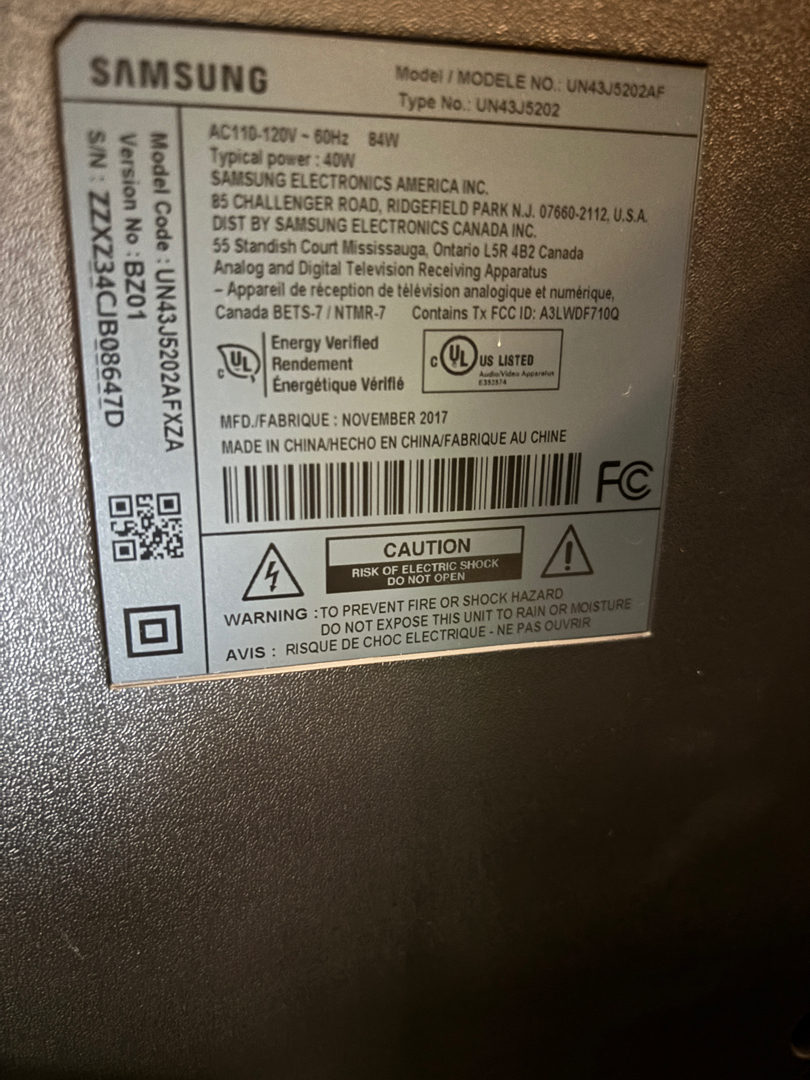 SAMSUNG
Model / MODELE NO.: UN43J5202AF
Type No.: UN43J5202
Model Code : UN43J5202AFXZA
Version No : BZ01
S/N : ZZXZ34CJB08647D
AC110-120V ~ 60Hz 84W
Typical power : 40W
SAMSUNG ELECTRONICS AMERICA INC.
85 CHALLENGER ROAD, RIDGEFIELD PARK N.J. 07660-2112, U.S.A.
DIST BY SAMSUNG ELECTRONICS CANADA INC.
55 Standish Court Mississauga, Ontario L5R 4B2 Canada
Analog and Digital Television Receiving Apparatus
– Appareil de réception de télévision analogique et numérique,
Canada BETS-7 / NTMR-7 Contains Tx FCC ID: A3LWDF710Q
c UL
Energy Verified
Rendement
Énergétique Vérifié
c UL US LISTED
Audio/Video Apparatus
E353574
MFD./FABRIQUE : NOVEMBER 2017
MADE IN CHINA/HECHO EN CHINA/FABRIQUE AU CHINE
FC
CAUTION
RISK OF ELECTRIC SHOCK
DO NOT OPEN
WARNING : TO PREVENT FIRE OR SHOCK HAZARD
DO NOT EXPOSE THIS UNIT TO RAIN OR MOISTURE
AVIS : RISQUE DE CHOC ELECTRIQUE - NE PAS OUVRIR